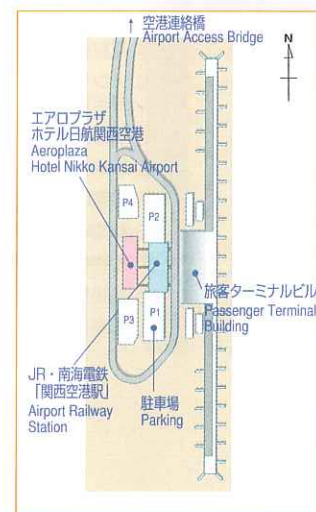 空港連絡橋
Airport Access Bridge
N
エアロプラザ
ホテル日航関西空港
Aeroplaza
Hotel Nikko Kansai Airport
P4
P2
旅客ターミナルビル
Passenger Terminal
Building
P3
P1
JR・南海電鉄
「関西空港駅」
Airport Railway
Station
駐車場
Parking